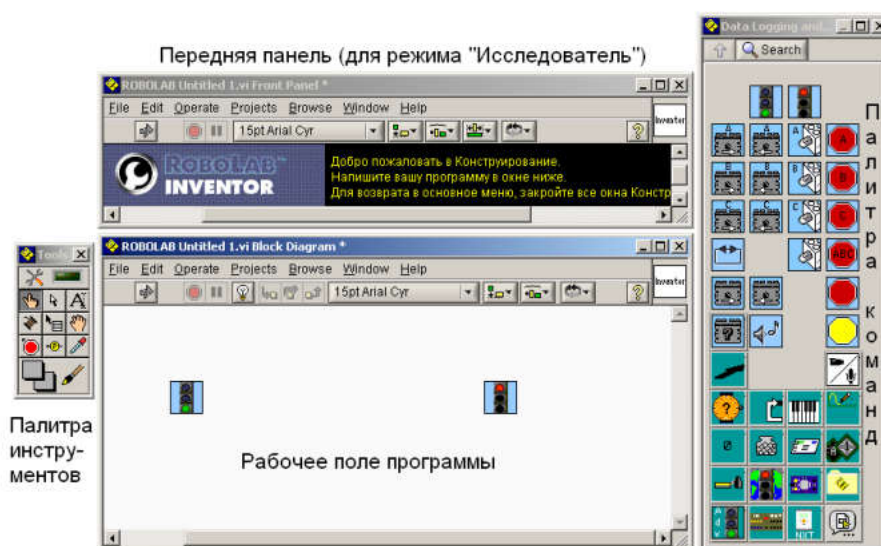 Передняя панель (для режима "Исследователь")
ROBOLAB Untitled 1.vi Front Panel *
File Edit Operate Projects Browse Window Help
15pt Arial Cyr
Inventor
ROBOLAB™
INVENTOR
Добро пожаловать в Конструирование.
Напишите вашу программу в окне ниже.
Для возврата в основное меню, закройте все окна Констр
Tools
Палитра
инстру-
ментов
ROBOLAB Untitled 1.vi Block Diagram *
File Edit Operate Projects Browse Window Help
15pt Arial Cyr
Inventor
Рабочее поле программы
Data Logging and...
Search
A A A A
B B B B
C C C C
ABC
NXT
Палитра команд